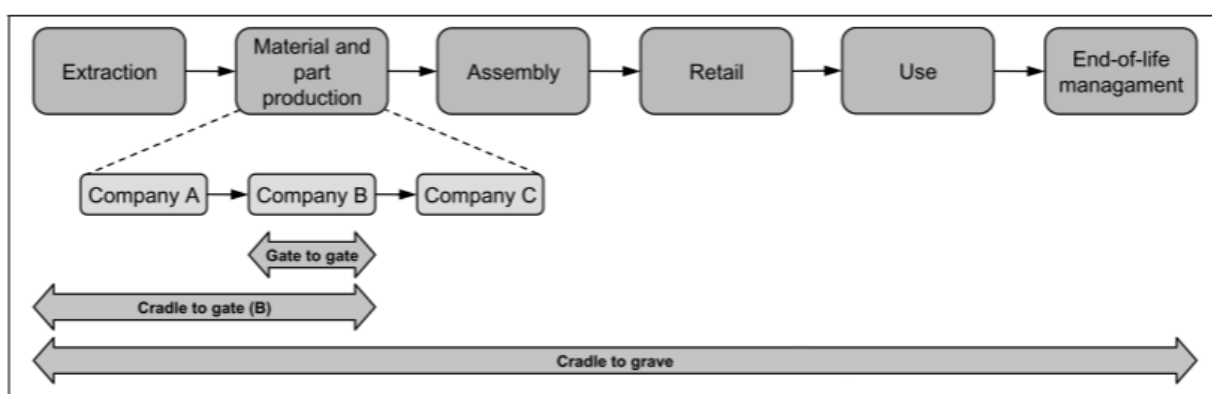 Extraction
Material and
part
production
Assembly
Retail
Use
End-of-life
managament
Company A
Company B
Company C
Gate to gate
Cradle to gate (B)
Cradle to grave